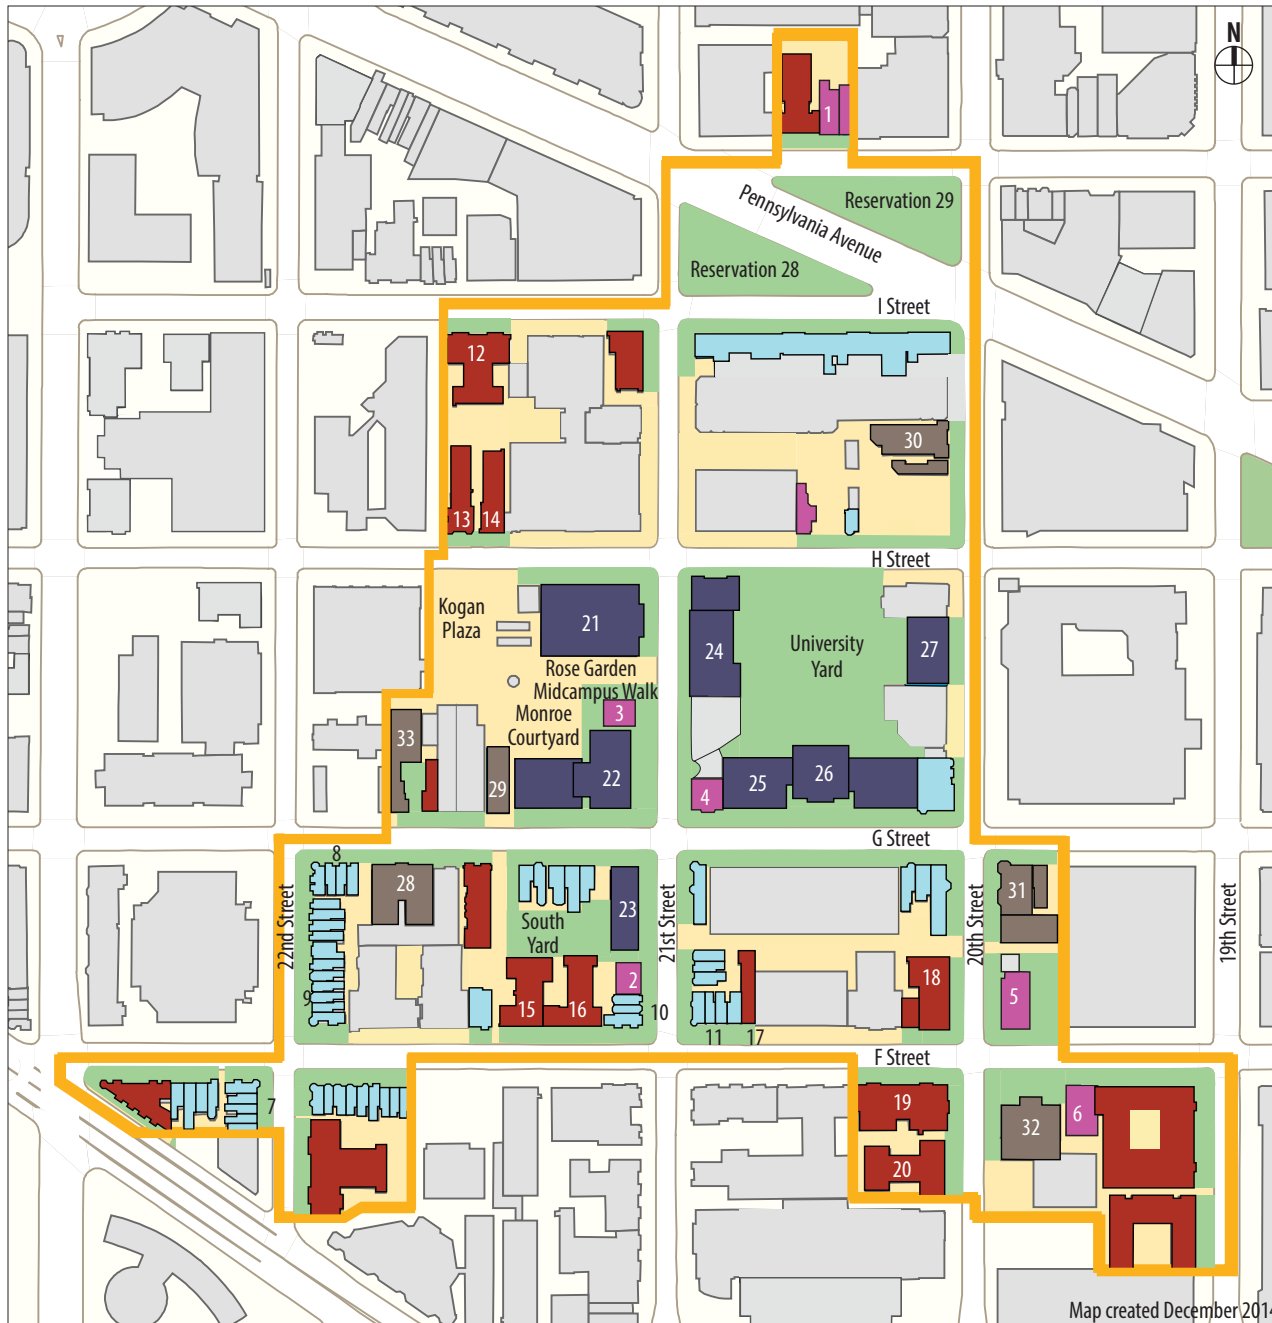 N
1
Reservation 29
Pennsylvania Avenue
Reservation 28
I Street
12
30
13
14
H Street
Kogan
Plaza
21
24
University
Yard
27
Rose Garden
Midcampus Walk
3
Monroe
Courtyard
33
29
22
4
25
26
G Street
8
28
22nd Street
9
South
Yard
23
21st Street
2
10
15
16
11
17
18
20th Street
31
5
19th Street
F Street
7
19
20
32
6
Map created December 2014